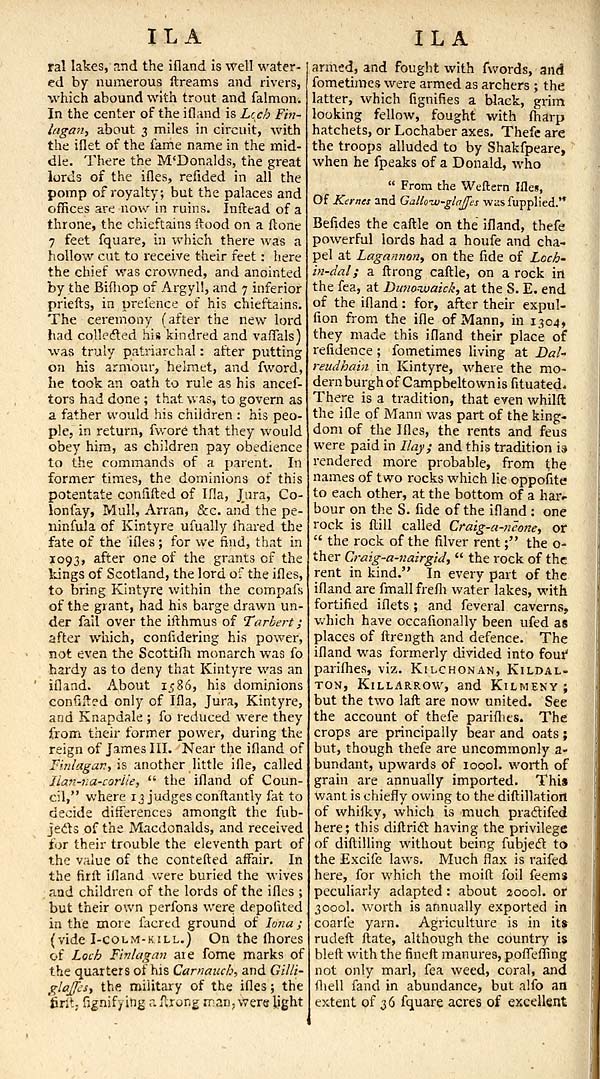 ILA
ral lakes, and the iſland is well water-
ed by numerous ſtreams and rivers,
which abound with trout and ſalmon.
In the center of the iſland is Loch Fin-
lagan, about 3 miles in circuit, with
the iſlet of the ſame name in the mid-
dle. There the M‘Donalds, the great
lords of the iſles, reſided in all the
pomp of royalty; but the palaces and
offices are now in ruins. Inſtead of a
throne, the chieftains ſtood on a ſtone
7 feet ſquare, in which there was a
hollow cut to receive their feet : here
the chief was crowned, and anointed
by the Biſhop of Argyll, and 7 inferior
prieſts, in preſence of his chieftains.
The ceremony (after the new lord
had collected his kindred and vaſſals)
was truly patriarchal : after putting
on his armour, helmet, and ſword,
he took an oath to rule as his anceſ-
tors had done ; that was, to govern as
a father would his children : his peo-
ple, in return, ſwore that they would
obey him, as children pay obedience
to the commands of a parent. In
former times, the dominions of this
potentate conſiſted of Iſla, Jura, Co-
lonſay, Mull, Arran, &c. and the pe-
ninſula of Kintyre uſually ſhared the
fate of the iſles ; for we find, that in
1093, after one of the grants of the
kings of Scotland, the lord of the iſles,
to bring Kintyre within the compaſs
of the grant, had his barge drawn un-
der ſail over the iſthmus of Tarbert ;
after which, conſidering his power,
not even the Scottiſh monarch was ſo
hardy as to deny that Kintyre was an
iſland. About 1586, his dominions
conſiſted only of Iſla, Jura, Kintyre,
and Knapdale ; ſo reduced were they
from their former power, during the
reign of James III. Near the iſland of
Finlagan, is another little iſle, called
Ilan-na-corlie, “ the iſland of Coun-
cil,” where 13 judges conſtantly ſat to
decide differences amongſt the ſub-
jects of the Macdonalds, and received
for their trouble the eleventh part of
the value of the conteſted affair. In
the firſt iſland were buried the wives
and children of the lords of the iſles ;
but their own perſons were depoſited
in the more ſacred ground of Iona ;
(vide I-COLM-KILL.) On the ſhores
of Loch Finlagan are ſome marks of
the quarters of his Carnauch, and Gilli-
glaſſes, the military of the iſles ; the
firſt, ſignifying a ſtrong man, were light
ILA
armed, and fought with ſwords, and
ſometimes were armed as archers ; the
latter, which ſignifies a black, grim
looking fellow, fought with ſharp
hatchets, or Lochaber axes. Theſe are
the troops alluded to by Shakſpeare,
when he ſpeaks of a Donald, who
“ From the Weſtern Iſles,
Of Kernes and Gallow-glaſſes was ſupplied.”
Beſides the caſtle on the iſland, theſe
powerful lords had a houſe and cha-
pel at Lagannon, on the ſide of Loch-
in-dal ; a ſtrong caſtle, on a rock in
the ſea, at Dunowaick, at the S. E. end
of the iſland : for, after their expul-
ſion from the iſle of Mann, in 1304,
they made this iſland their place of
reſidence ; ſometimes living at Dal-
reudhain in Kintyre, where the mo-
dern burgh of Campbeltown is ſituated.
There is a tradition, that even whilſt
the iſle of Mann was part of the king-
dom of the Iſles, the rents and feus
were paid in Ilay ; and this tradition is
rendered more probable, from the
names of two rocks which lie oppoſite
to each other, at the bottom of a har-
bour on the S. ſide of the iſland : one
rock is ſtill called Craig-a-neone, or
“ the rock of the ſilver rent ;” the o-
ther Craig-a-nairgid, “ the rock of the
rent in kind.” In every part of the
iſland are ſmall freſh water lakes, with
fortified iſlets ; and ſeveral caverns,
which have occaſionally been uſed as
places of ſtrength and defence. The
iſland was formerly divided into four
pariſhes, viz. KILCHONAN, KILDAL-
TON, KILLARROW, and KILMENY ;
but the two laſt are now united. See
the account of theſe pariſhes. The
crops are principally bear and oats ;
but, though theſe are uncommonly a-
bundant, upwards of 1000l. worth of
grain are annually imported. This
want is chiefly owing to the diſtillation
of whiſky, which is much practiſed
here ; this diſtrict having the privilege
of diſtilling without being ſubject to
the Exciſe laws. Much flax is raiſed
here, for which the moiſt ſoil ſeems
peculiarly adapted : about 2000l. or
3000l. worth is annually exported in
coarſe yarn. Agriculture is in its
rudeſt ſtate, although the country is
bleſt with the fineſt manures, poſſeſſing
not only marl, ſea weed, coral, and
ſhell ſand in abundance, but alſo an
extent of 36 ſquare acres of excellent